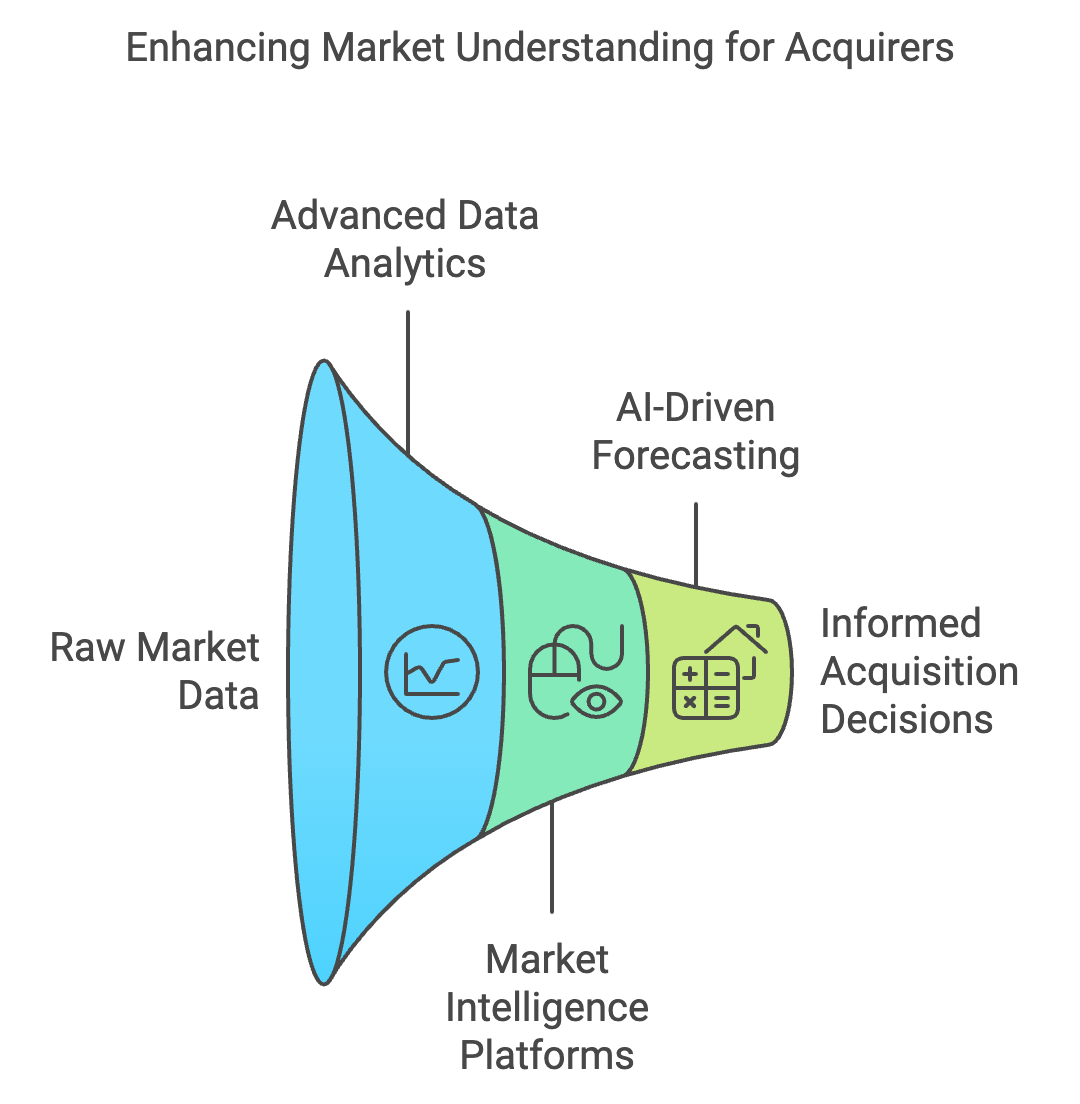 Enhancing Market Understanding for Acquirers
Advanced Data
Analytics
AI-Driven
Forecasting
Raw Market
Data
Informed
Acquisition
Decisions
Market
Intelligence
Platforms